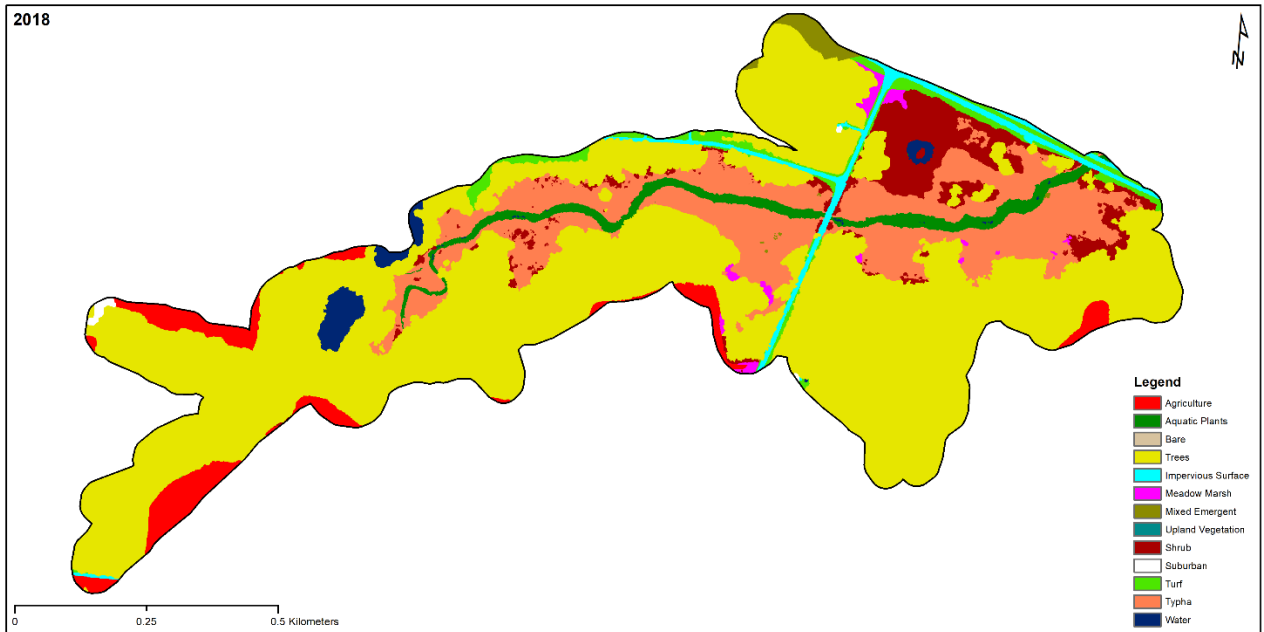 2018
N
Legend
Agriculture
Aquatic Plants
Bare
Trees
Impervious Surface
Meadow Marsh
Mixed Emergent
Upland Vegetation
Shrub
Suburban
Turf
Typha
Water
0 0.25 0.5 Kilometers